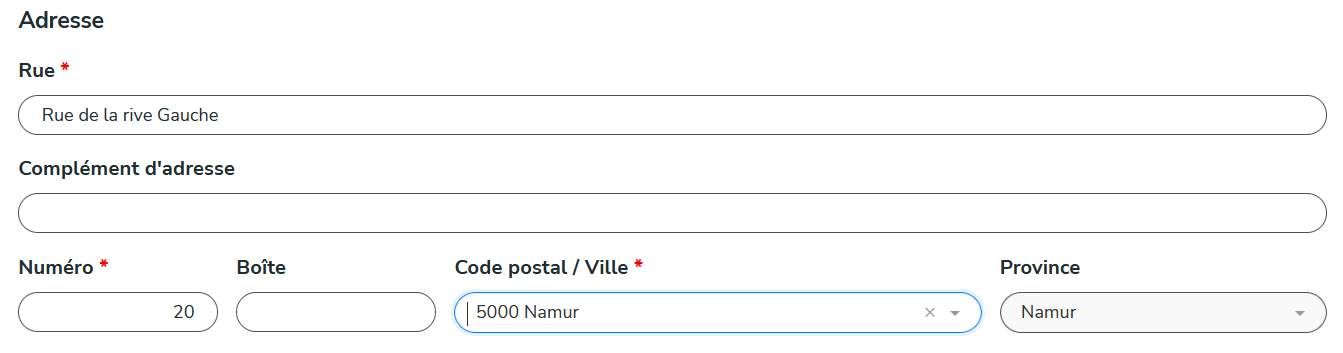 Adresse
Rue *
Rue de la rive Gauche
Complément d'adresse
Numéro * Boîte Code postal / Ville * Province
20 5000 Namur × Namur